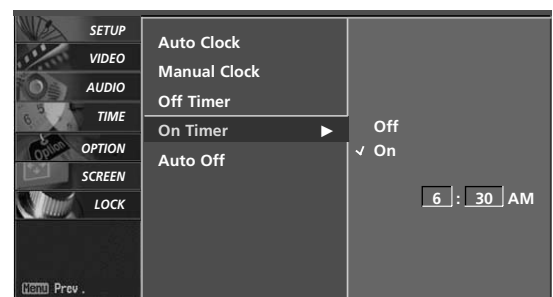 SETUP
VIDEO
AUDIO
TIME
OPTION
SCREEN
LOCK
Menu Prev.
Auto Clock
Manual Clock
Off Timer
On Timer ►
Auto Off
Off
✓ On
6 : 30 AM